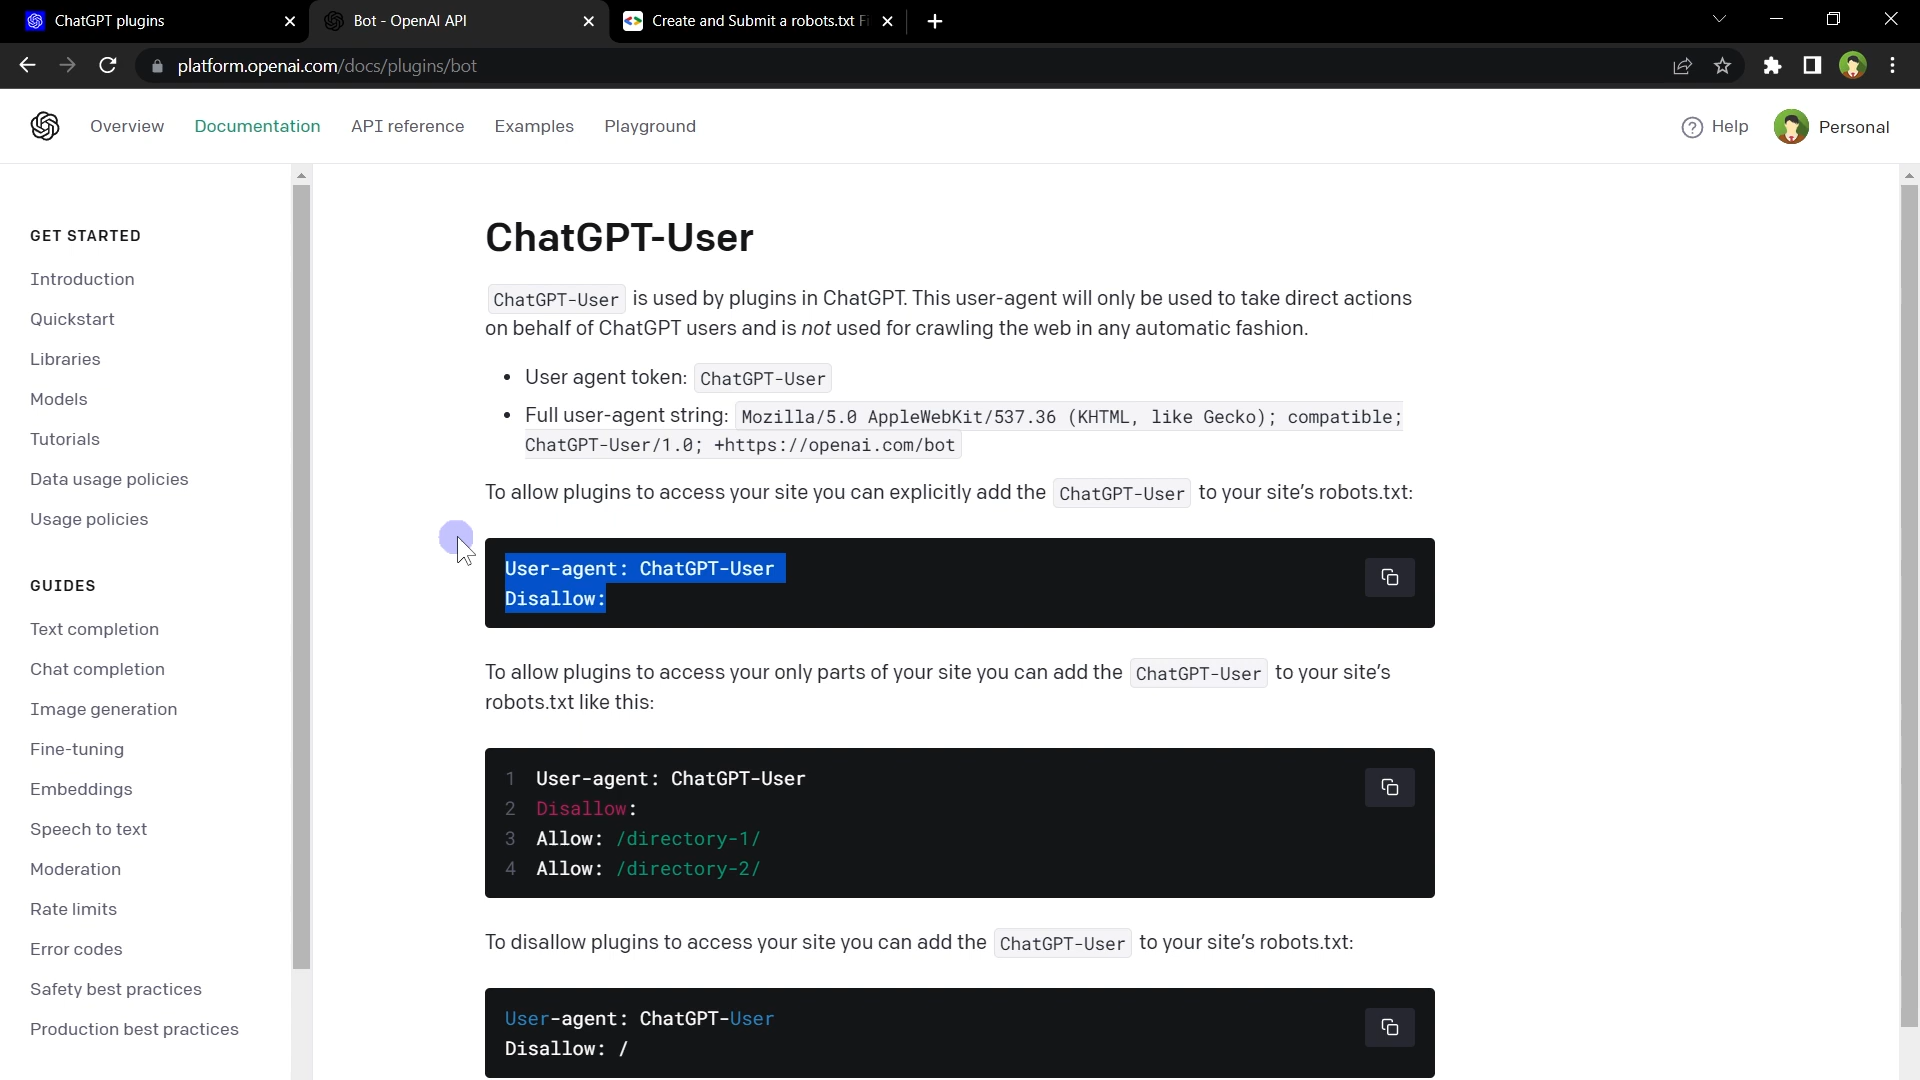 ChatGPT plugins
Bot - OpenAI API
Create and Submit a robots.txt Fi
platform.openai.com/docs/plugins/bot
Overview
Documentation
API reference
Examples
Playground
Help
Personal
GET STARTED
Introduction
Quickstart
Libraries
Models
Tutorials
Data usage policies
Usage policies
GUIDES
Text completion
Chat completion
Image generation
Fine-tuning
Embeddings
Speech to text
Moderation
Rate limits
Error codes
Safety best practices
Production best practices
ChatGPT-User
ChatGPT-User is used by plugins in ChatGPT. This user-agent will only be used to take direct actions
on behalf of ChatGPT users and is not used for crawling the web in any automatic fashion.
• User agent token: ChatGPT-User
• Full user-agent string: Mozilla/5.0 AppleWebKit/537.36 (KHTML, like Gecko); compatible;
ChatGPT-User/1.0; +https://openai.com/bot
To allow plugins to access your site you can explicitly add the ChatGPT-User to your site’s robots.txt:
User-agent: ChatGPT-User
Disallow:
To allow plugins to access your only parts of your site you can add the ChatGPT-User to your site’s
robots.txt like this:
1 User-agent: ChatGPT-User
2 Disallow:
3 Allow: /directory-1/
4 Allow: /directory-2/
To disallow plugins to access your site you can add the ChatGPT-User to your site’s robots.txt:
User-agent: ChatGPT-User
Disallow: /